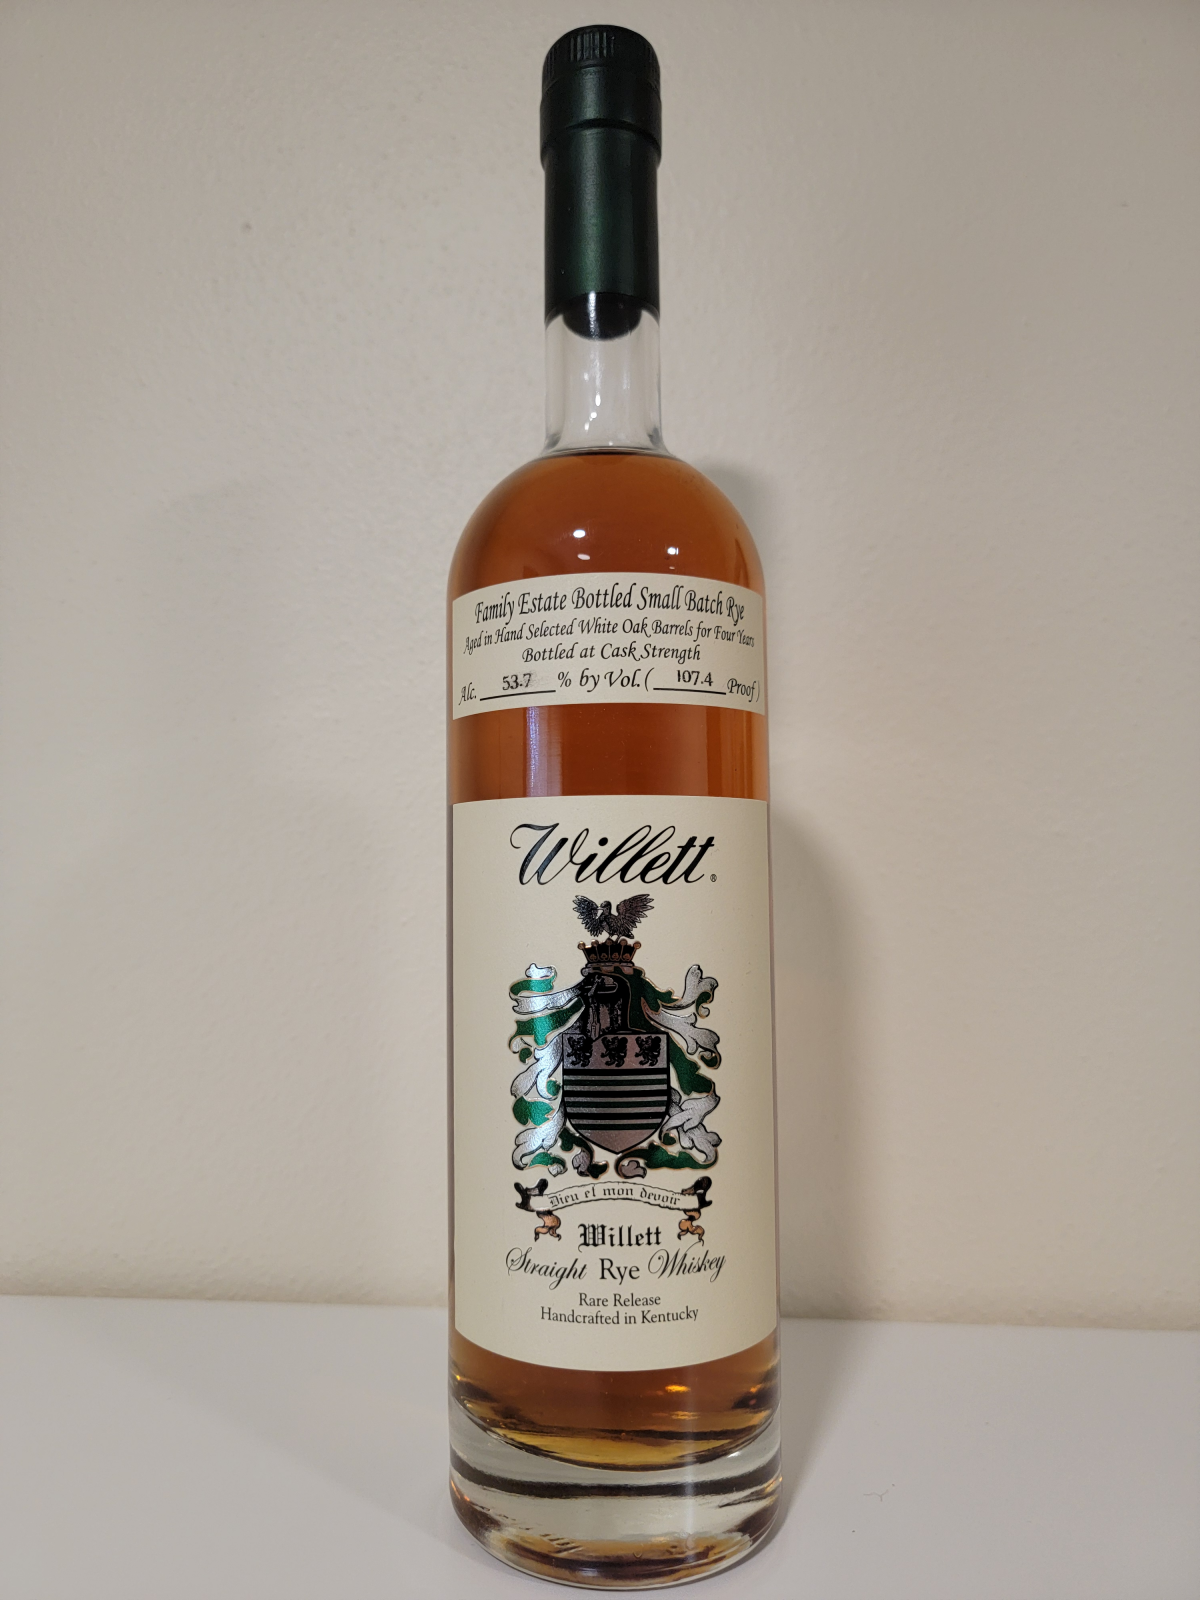 Family Estate Bottled Small Batch Rye
Aged in Hand Selected White Oak Barrels for Four Years
Bottled at Cask Strength
Alc. 53.7 % by Vol. ( 107.4 Proof )
Willett®
Dieu et mon devoir
Willett
Straight Rye Whiskey
Rare Release
Handcrafted in Kentucky